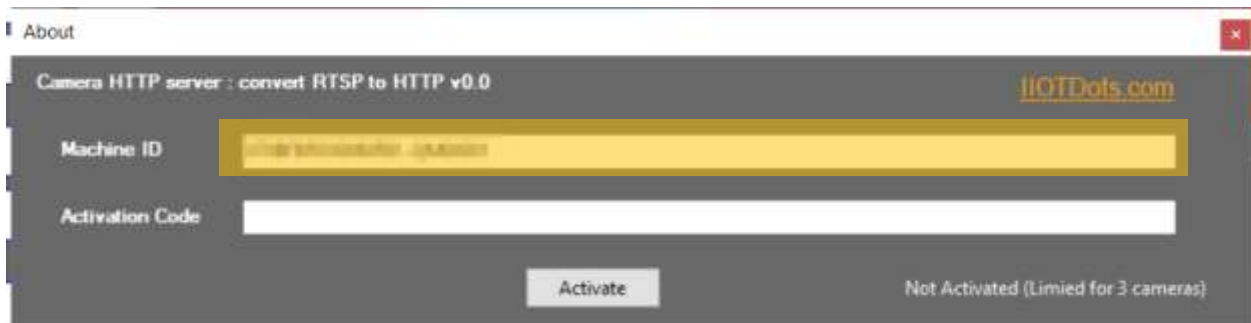 About
Camera HTTP server : convert RTSP to HTTP v0.0
IIOTDots.com
Machine ID
Activation Code
Activate
Not Activated (Limied for 3 cameras)